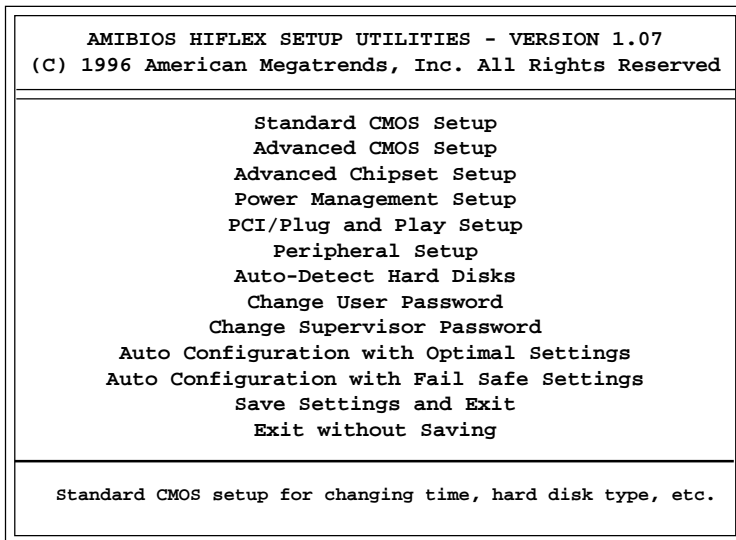 AMIBIOS HIFLEX SETUP UTILITIES - VERSION 1.07
(C) 1996 American Megatrends, Inc. All Rights Reserved
Standard CMOS Setup
Advanced CMOS Setup
Advanced Chipset Setup
Power Management Setup
PCI/Plug and Play Setup
Peripheral Setup
Auto-Detect Hard Disks
Change User Password
Change Supervisor Password
Auto Configuration with Optimal Settings
Auto Configuration with Fail Safe Settings
Save Settings and Exit
Exit without Saving
Standard CMOS setup for changing time, hard disk type, etc.